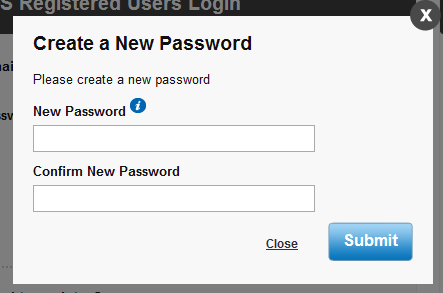 S Registered Users Login
X
Create a New Password
Please create a new password
New Password i
Confirm New Password
Close Submit